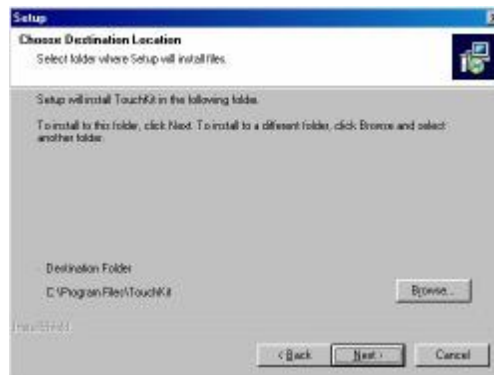 Setup
Choose Destination Location
Select folder where Setup will install files.
Setup will install TouchKit in the following folder.
To install to this folder, click Next. To install to a different folder, click Browse and select
another folder.
Destination Folder
C:\Program Files\TouchKit
Browse...
InstallShield
< Back
Next >
Cancel